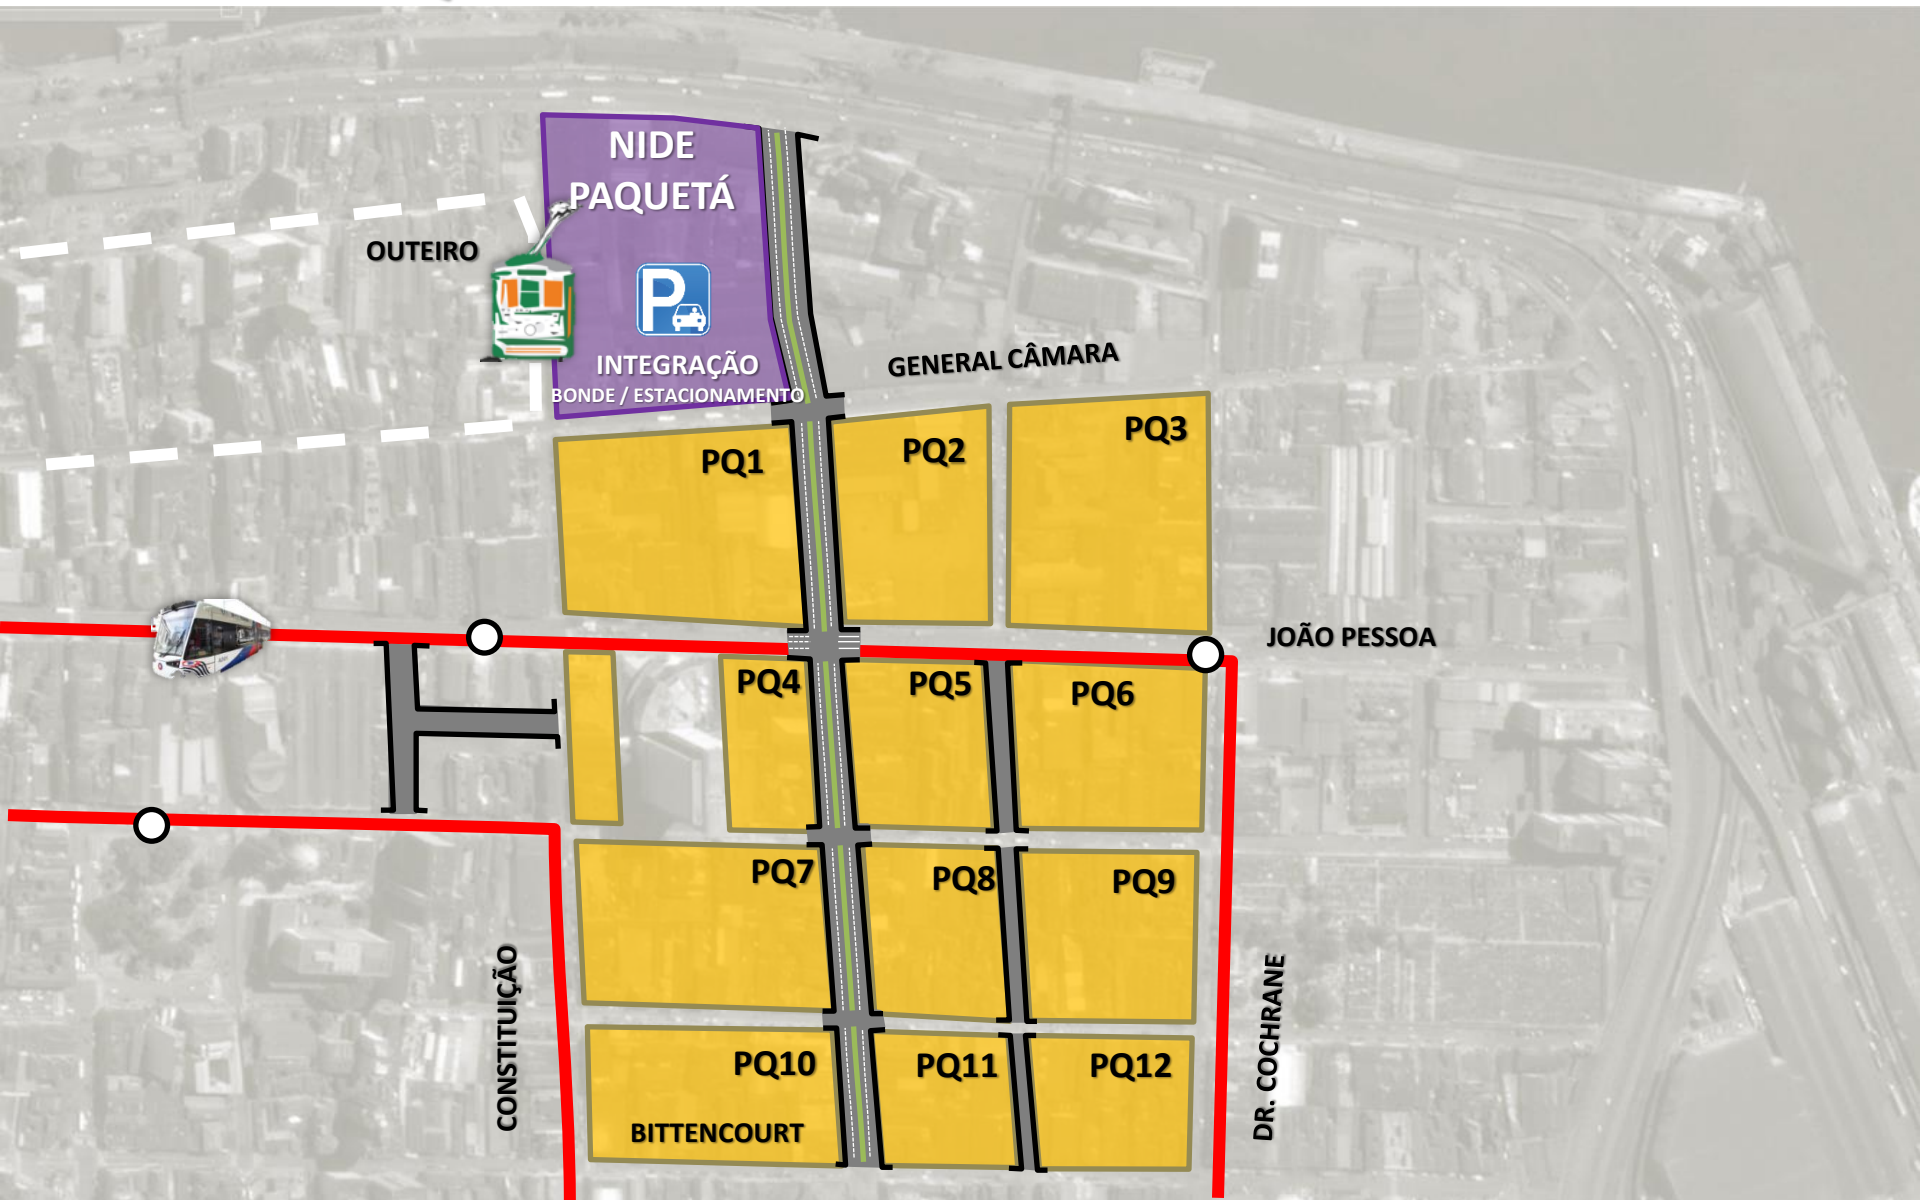 NIDE
PAQUETÁ
OUTEIRO
P
INTEGRAÇÃO
BONDE / ESTACIONAMENTO
GENERAL CÂMARA
PQ1
PQ2
PQ3
JOÃO PESSOA
PQ4
PQ5
PQ6
PQ7
PQ8
PQ9
CONSTITUIÇÃO
DR. COCHRANE
PQ10
PQ11
PQ12
BITTENCOURT